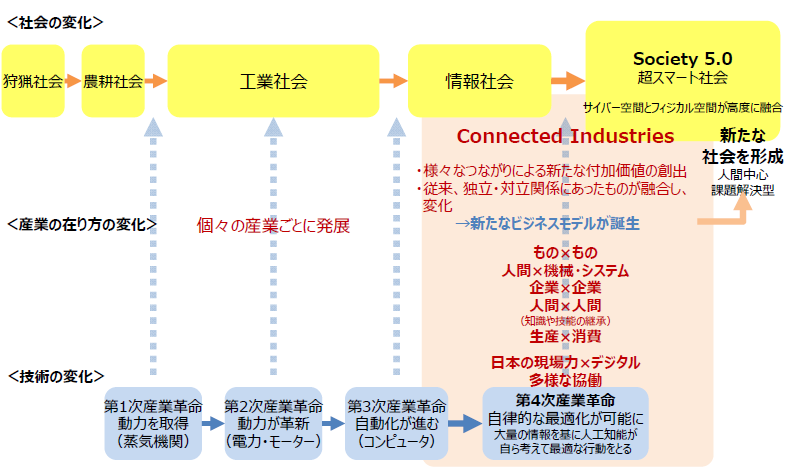 <社会の変化>
狩猟社会
農耕社会
工業社会
情報社会
Society 5.0
超スマート社会
サイバー空間とフィジカル空間が高度に融合
Connected Industries
・様々なつながりによる新たな付加価値の創出
・従来、独立・対立関係にあったものが融合し、
変化
→新たなビジネスモデルが誕生
新たな
社会を形成
人間中心
課題解決型
<産業の在り方の変化>
個々の産業ごとに発展
もの×もの
人間×機械・システム
企業×企業
人間×人間
(知識や技能の継承)
生産×消費
日本の現場力×デジタル
多様な協働
<技術の変化>
第1次産業革命
動力を取得
(蒸気機関)
第2次産業革命
動力が革新
(電力・モーター)
第3次産業革命
自動化が進む
(コンピュータ)
第4次産業革命
自律的な最適化が可能に
大量の情報を基に人工知能が
自ら考えて最適な行動をとる